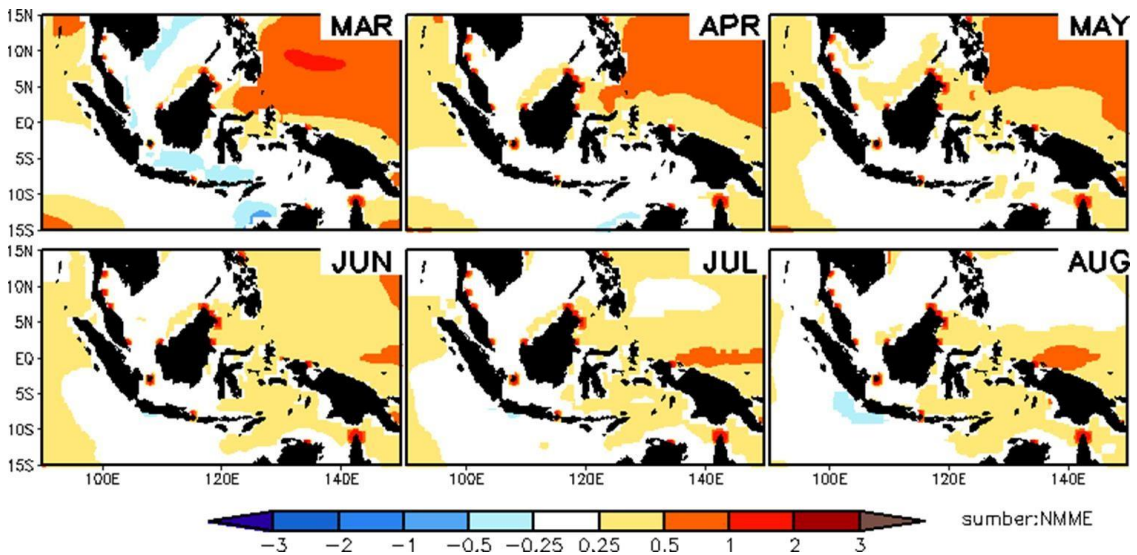 15N MAR APR MAY
10N
5N
EQ
5S
10S
15S
15N JUN JUL AUG
10N
5N
EQ
5S
10S
15S
100E 120E 140E 100E 120E 140E 100E 120E 140E
-3 -2 -1 -0.5 -0.25 0.25 0.5 1 2 3 sumber:NMME